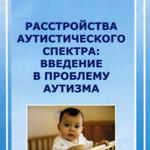 РАССТРОЙСТВА
АУТИСТИЧЕСКОГО
СПЕКТРА:
ВВЕДЕНИЕ
В ПРОБЛЕМУ
АУТИЗМА